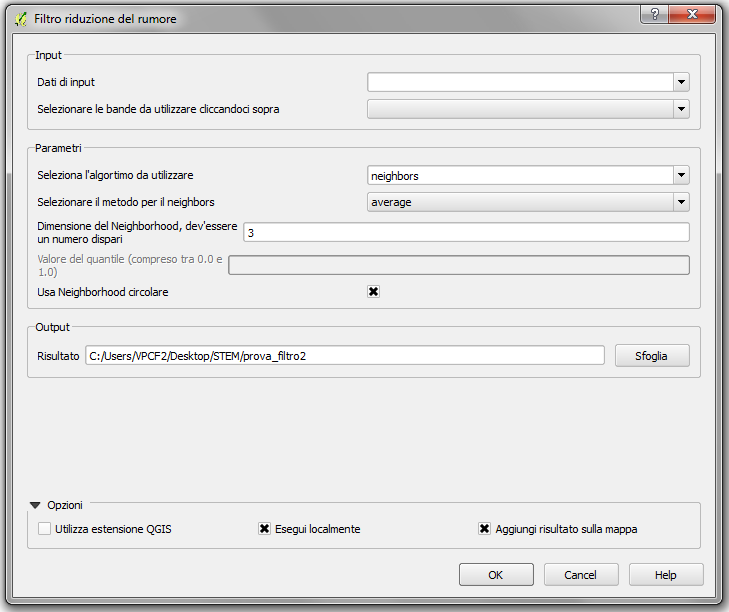 Filtro riduzione del rumore
Input
Dati di input
Selezionare le bande da utilizzare cliccandoci sopra
Parametri
Seleziona l'algortimo da utilizzare
neighbors
Selezionare il metodo per il neighbors
average
Dimensione del Neighborhood, dev'essere
un numero dispari
3
Valore del quantile (compreso tra 0.0 e
1.0)
Usa Neighborhood circolare
Output
Risultato
C:/Users/VPCF2/Desktop/STEM/prova_filtro2
Sfoglia
Opzioni
Utilizza estensione QGIS
Esegui localmente
Aggiungi risultato sulla mappa
OK
Cancel
Help